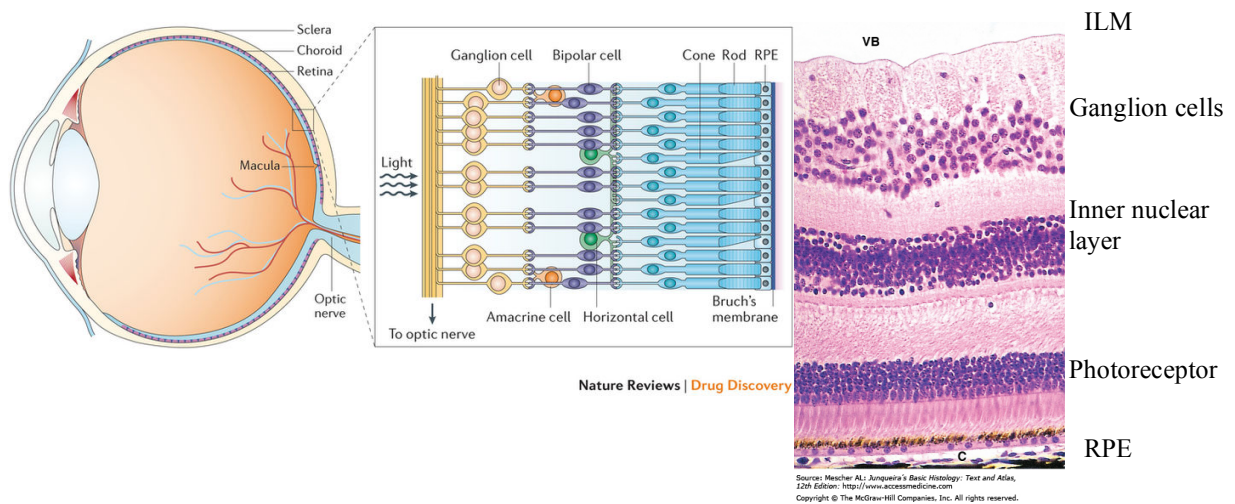 Sclera
Choroid
Retina
Macula
Optic
nerve
Ganglion cell
Bipolar cell
Cone
Rod
RPE
Light
Amacrine cell
Horizontal cell
Bruch's
membrane
To optic nerve
Nature Reviews | Drug Discovery
VB
C
ILM
Ganglion cells
Inner nuclear
layer
Photoreceptor
RPE
Source: Mescher AL: Junqueira's Basic Histology: Text and Atlas,
12th Edition: http://www.accessmedicine.com
Copyright © The McGraw-Hill Companies, Inc. All rights reserved.